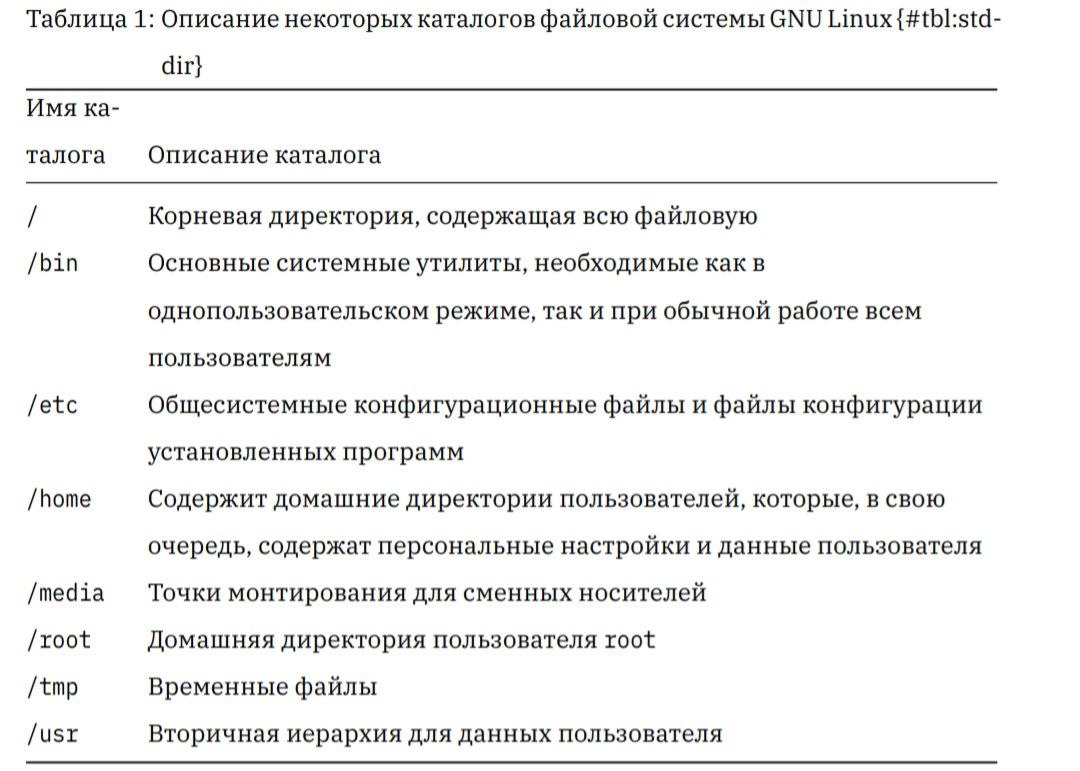 Таблица 1: Описание некоторых каталогов файловой системы GNU Linux {#tbl:std-
dir}
Имя ка-
талога Описание каталога
/ Корневая директория, содержащая всю файловую
/bin Основные системные утилиты, необходимые как в
однопользовательском режиме, так и при обычной работе всем
пользователям
/etc Общесистемные конфигурационные файлы и файлы конфигурации
установленных программ
/home Содержит домашние директории пользователей, которые, в свою
очередь, содержат персональные настройки и данные пользователя
/media Точки монтирования для сменных носителей
/root Домашняя директория пользователя root
/tmp Временные файлы
/usr Вторичная иерархия для данных пользователя